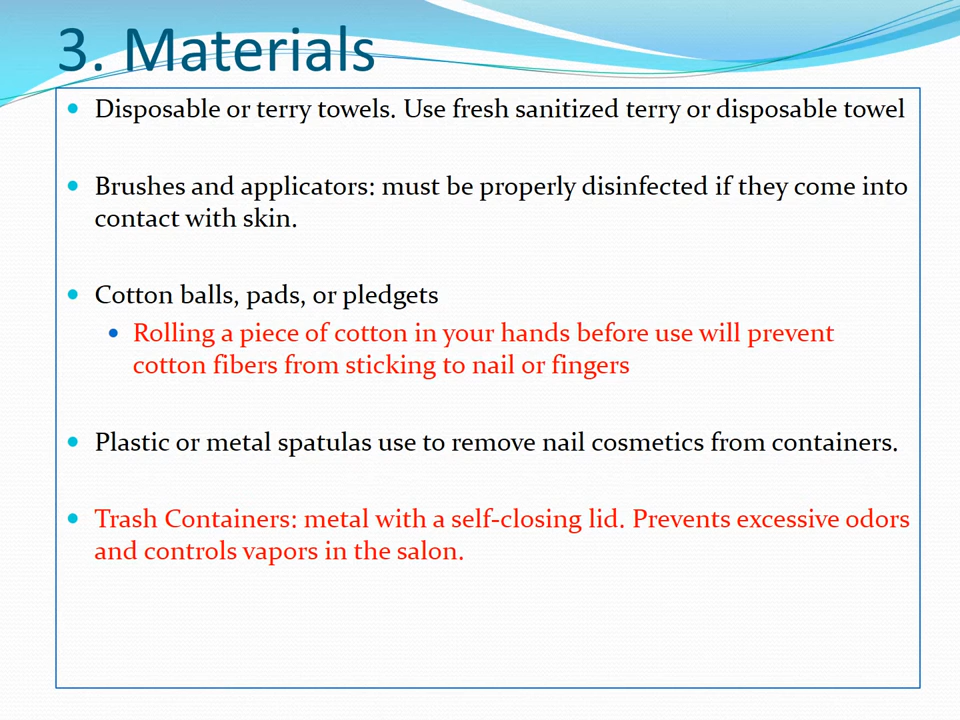 3. Materials
• Disposable or terry towels. Use fresh sanitized terry or disposable towel
• Brushes and applicators: must be properly disinfected if they come into
contact with skin.
• Cotton balls, pads, or pledgets
• Rolling a piece of cotton in your hands before use will prevent
cotton fibers from sticking to nail or fingers
• Plastic or metal spatulas use to remove nail cosmetics from containers.
• Trash Containers: metal with a self-closing lid. Prevents excessive odors
and controls vapors in the salon.